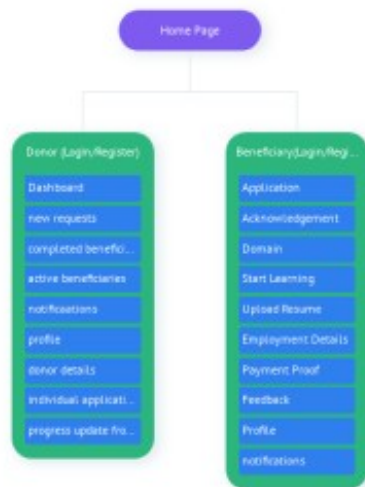 Home Page
Donor (Login/Register)
Dashboard
new requests
completed benefici...
active beneficiaries
notificaations
profile
donor details
individual applicati...
progress update fro...
Beneficiary(Login/Regi...
Application
Acknowledgement
Domain
Start Learning
Upload Resume
Employment Details
Payment Proof
Feedback
Profile
notifications